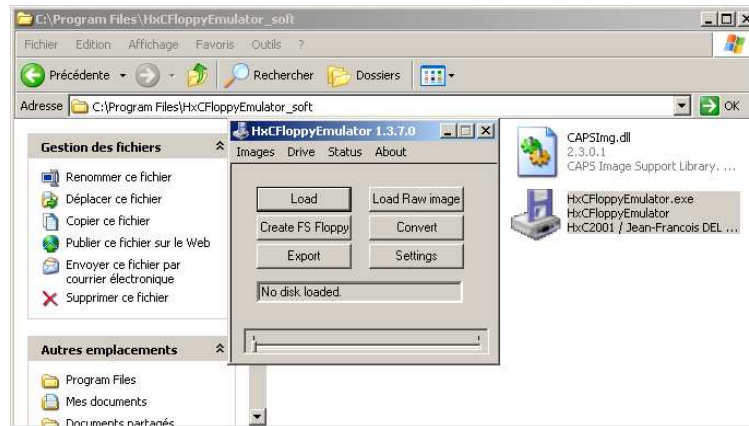 C:\Program Files\HxCFloppyEmulator_soft
Fichier Edition Affichage Favoris Outils ?
Précédente Rechercher Dossiers
Adresse C:\Program Files\HxCFloppyEmulator_soft OK
Gestion des fichiers
Renommer ce fichier
Déplacer ce fichier
Copier ce fichier
Publier ce fichier sur le Web
Envoyer ce fichier par
courrier électronique
Supprimer ce fichier
Autres emplacements
Program Files
Mes documents
Documents partagés
HxCFloppyEmulator 1.3.7.0
Images Drive Status About
Load Load Raw image
Create FS Floppy Convert
Export Settings
No disk loaded.
CAPSImg.dll
2.3.0.1
CAPS Image Support Library. ...
HxCFloppyEmulator.exe
HxCFloppyEmulator
HxC2001 / Jean-Francois DEL ...